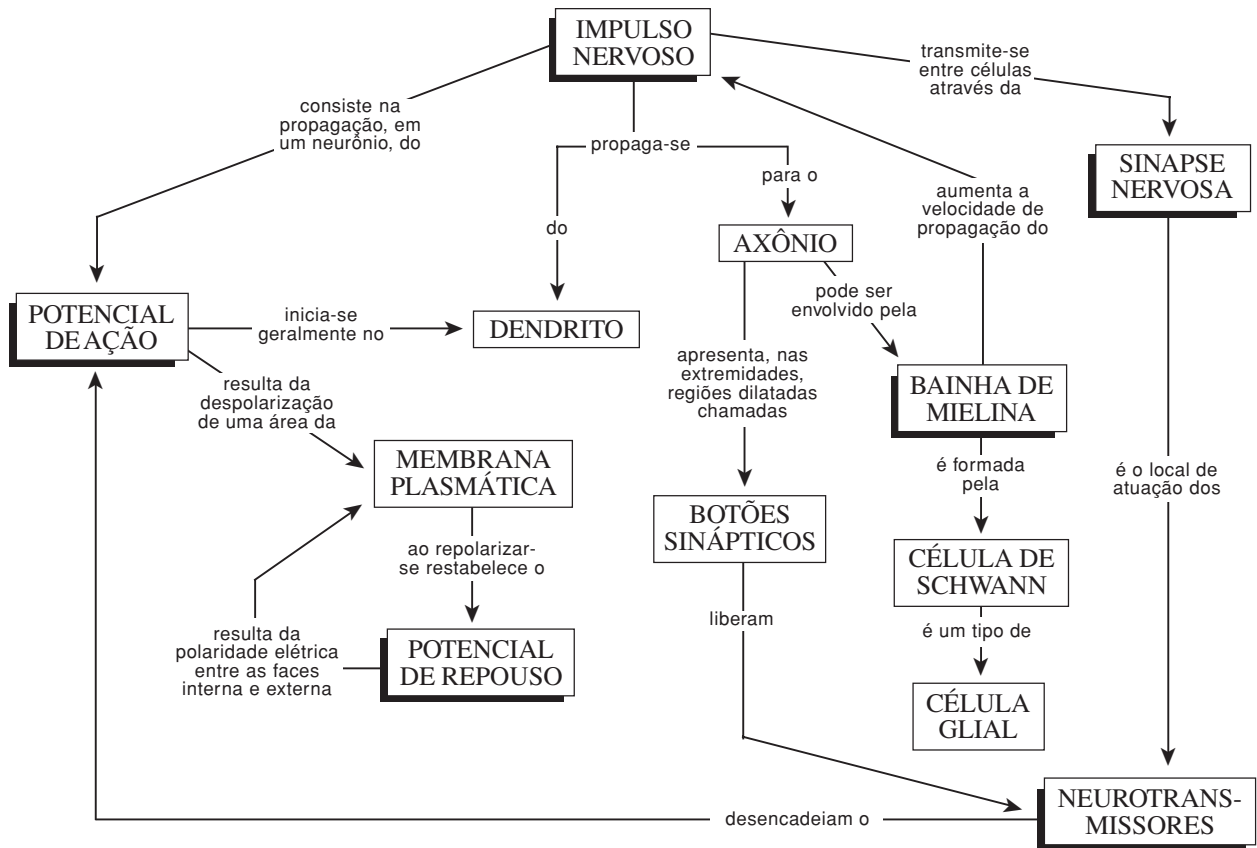 IMPULSO
NERVOSO
transmite-se
entre células
através da
consiste na
propagação, em
um neurônio, do
propaga-se
para o
do
SINAPSE
NERVOSA
aumenta a
velocidade de
propagação do
AXÔNIO
POTENCIAL
DE AÇÃO
inicia-se
geralmente no
DENDRITO
pode ser
envolvido pela
resulta da
despolarização
de uma área da
apresenta, nas
extremidades,
regiões dilatadas
chamadas
BAINHA DE
MIELINA
MEMBRANA
PLASMÁTICA
é formada
pela
é o local de
atuação dos
BOTÕES
SINÁPTICOS
ao repolarizar-
se restabelece o
CÉLULA DE
SCHWANN
liberam
é um tipo de
resulta da
polaridade elétrica
entre as faces
interna e externa
POTENCIAL
DE REPOUSO
CÉLULA
GLIAL
NEUROTRANS-
MISSORES
desencadeiam o